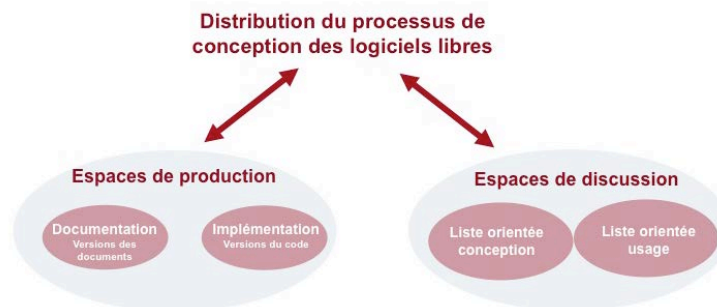 Distribution du processus de
conception des logiciels libres
Espaces de production
Documentation
Versions des
documents
Implémentation
Versions du code
Espaces de discussion
Liste orientée
conception
Liste orientée
usage